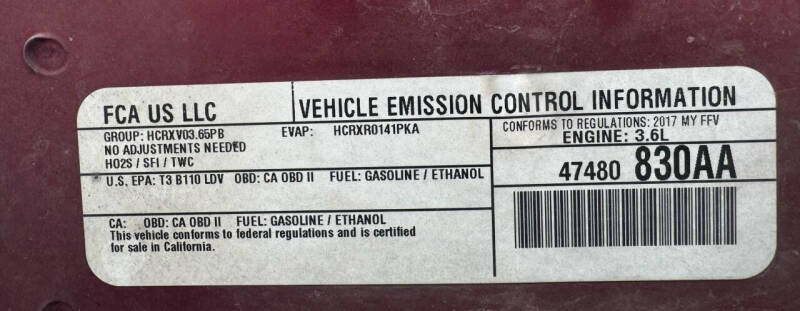 FCA US LLC
VEHICLE EMISSION CONTROL INFORMATION
GROUP: HCRXV03.65PB EVAP: HCRXR0141PKA
NO ADJUSTMENTS NEEDED
HO2S / SFI / TWC
CONFORMS TO REGULATIONS: 2017 MY FFV
ENGINE: 3.6L
U.S. EPA: T3 B110 LDV OBD: CA OBD II FUEL: GASOLINE / ETHANOL
47480 830AA
CA: OBD: CA OBD II FUEL: GASOLINE / ETHANOL
This vehicle conforms to federal regulations and is certified
for sale in California.